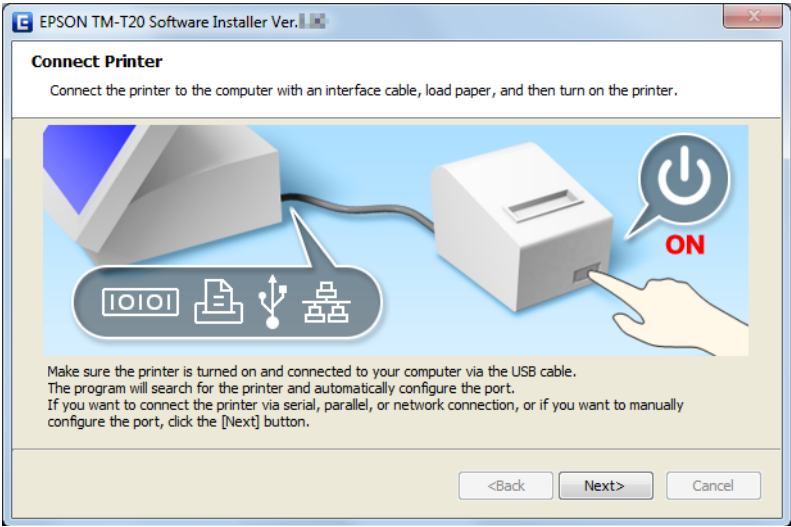 EPSON TM-T20 Software Installer Ver.
Connect Printer
Connect the printer to the computer with an interface cable, load paper, and then turn on the printer.
IOIOI
ON
Make sure the printer is turned on and connected to your computer via the USB cable.
The program will search for the printer and automatically configure the port.
If you want to connect the printer via serial, parallel, or network connection, or if you want to manually
configure the port, click the [Next] button.
<Back
Next>
Cancel